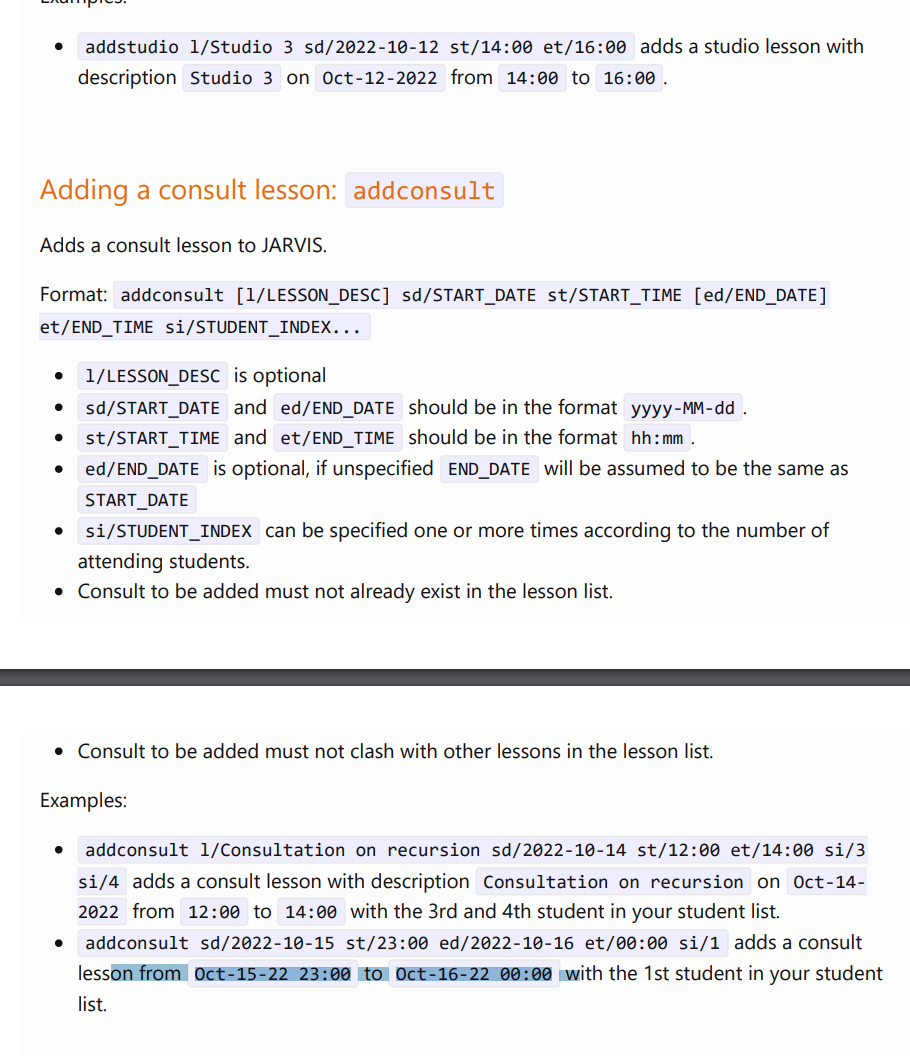 Examples:
addstudio l/Studio 3 sd/2022-10-12 st/14:00 et/16:00 adds a studio lesson with
description Studio 3 on Oct-12-2022 from 14:00 to 16:00.
Adding a consult lesson: addconsult
Adds a consult lesson to JARVIS.
Format: addconsult [l/LESSON_DESC] sd/START_DATE st/START_TIME [ed/END_DATE]
et/END_TIME si/STUDENT_INDEX...
l/LESSON_DESC is optional
sd/START_DATE and ed/END_DATE should be in the format yyyy-MM-dd.
st/START_TIME and et/END_TIME should be in the format hh:mm.
ed/END_DATE is optional, if unspecified END_DATE will be assumed to be the same as
START_DATE
si/STUDENT_INDEX can be specified one or more times according to the number of
attending students.
Consult to be added must not already exist in the lesson list.
Consult to be added must not clash with other lessons in the lesson list.
Examples:
addconsult l/Consultation on recursion sd/2022-10-14 st/12:00 et/14:00 si/3
si/4 adds a consult lesson with description Consultation on recursion on Oct-14-
2022 from 12:00 to 14:00 with the 3rd and 4th student in your student list.
addconsult sd/2022-10-15 st/23:00 ed/2022-10-16 et/00:00 si/1 adds a consult
lesson from Oct-15-22 23:00 to Oct-16-22 00:00 with the 1st student in your student
list.